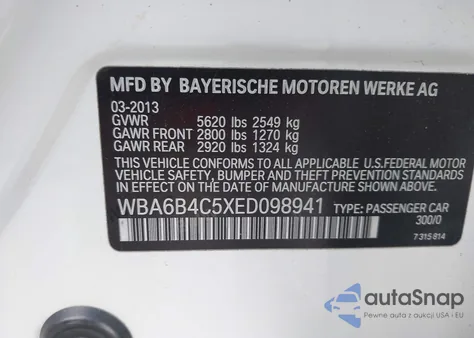 MFD BY BAYERISCHE MOTOREN WERKE AG
03-2013
GVWR 5620 lbs 2549 kg
GAWR FRONT 2800 lbs 1270 kg
GAWR REAR 2920 lbs 1324 kg
THIS VEHICLE CONFORMS TO ALL APPLICABLE U.S. FEDERAL MOTOR
VEHICLE SAFETY, BUMPER AND THEFT PREVENTION STANDARDS
IN EFFECT ON THE DATE OF MANUFACTURE SHOWN ABOVE.
WBA6B4C5XED098941 TYPE: PASSENGER CAR
300/0
7 315 814
autoSnap
Pewne auta z aukcji USA i EU